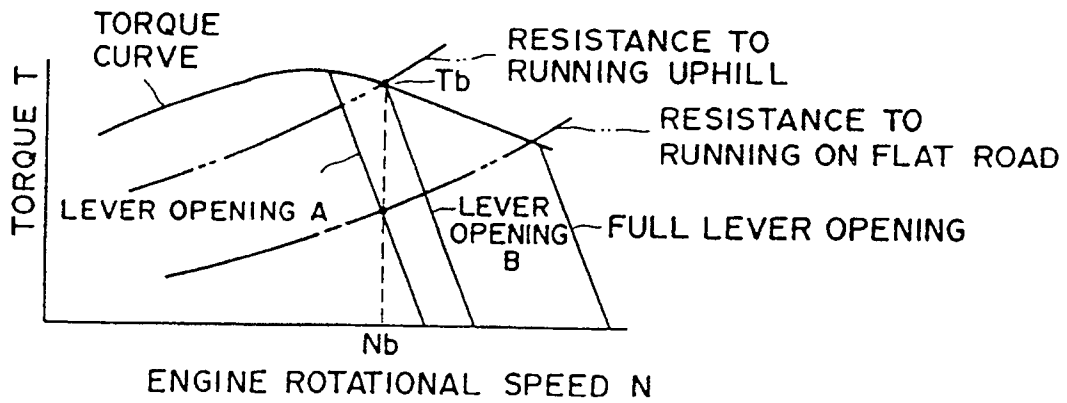 TORQUE
CURVE
RESISTANCE TO
RUNNING UPHILL
Tb
RESISTANCE TO
RUNNING ON FLAT ROAD
TORQUE T
LEVER OPENING A
LEVER
OPENING
B
FULL LEVER OPENING
Nb
ENGINE ROTATIONAL SPEED N